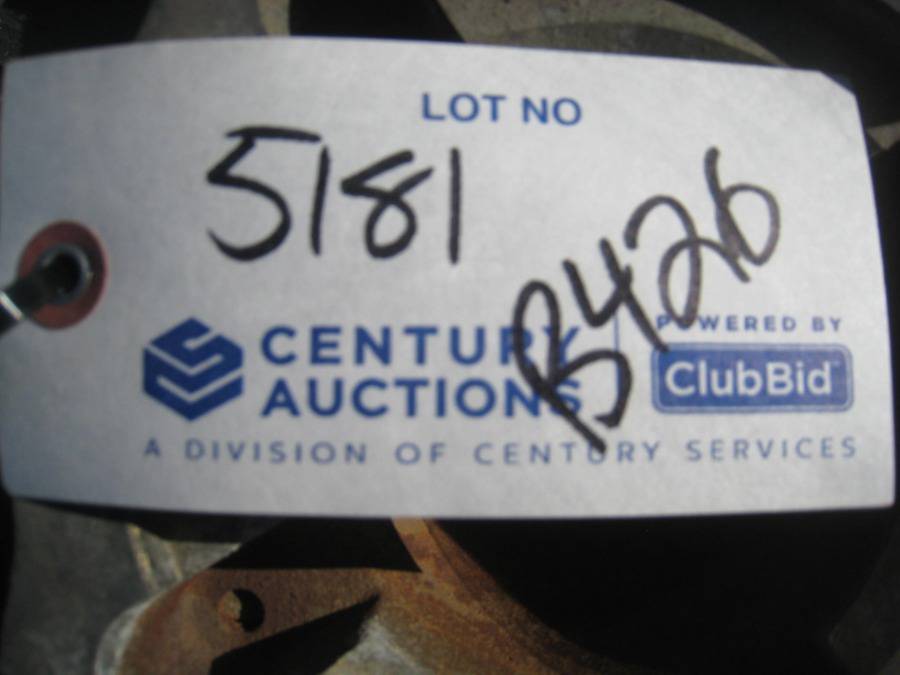 LOT NO
5181
B426
CENTURY
AUCTIONS
POWERED BY
ClubBid
A DIVISION OF CENTURY SERVICES